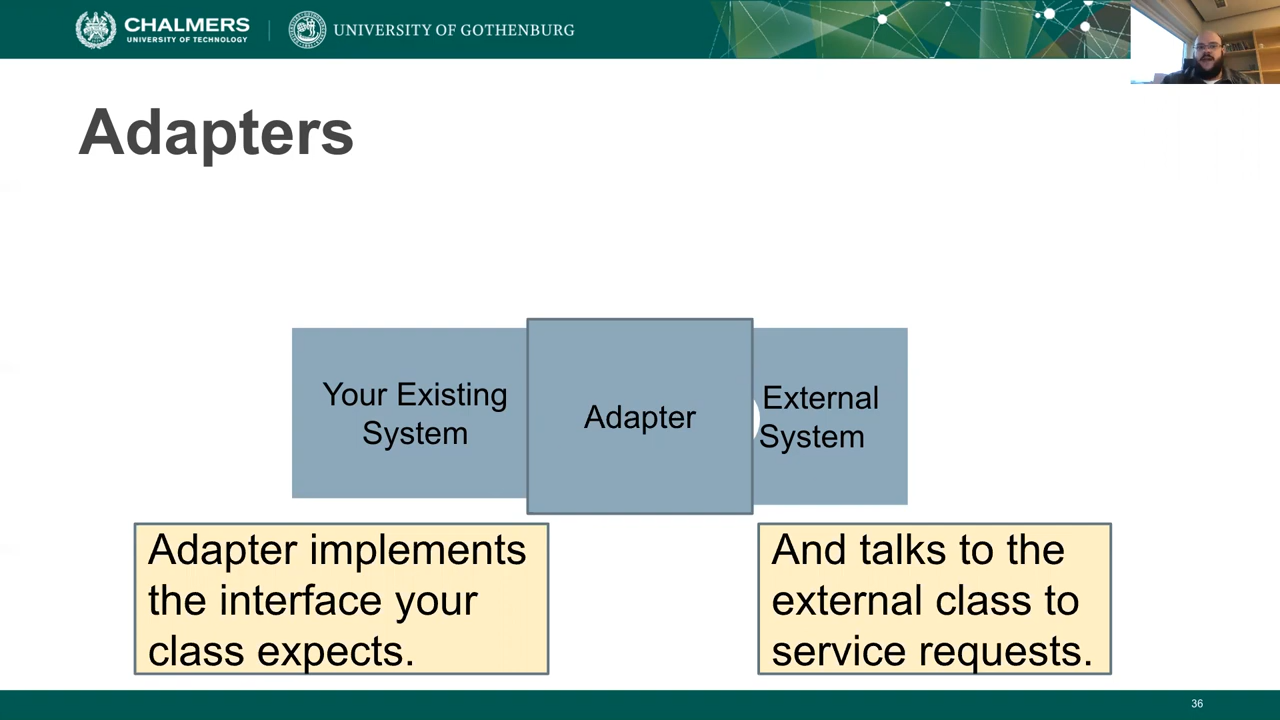 CHALMERS
UNIVERSITY OF TECHNOLOGY
UNIVERSITY OF GOTHENBURG
Adapters
Your Existing
System
Adapter
External
System
Adapter implements
the interface your
class expects.
And talks to the
external class to
service requests.
36